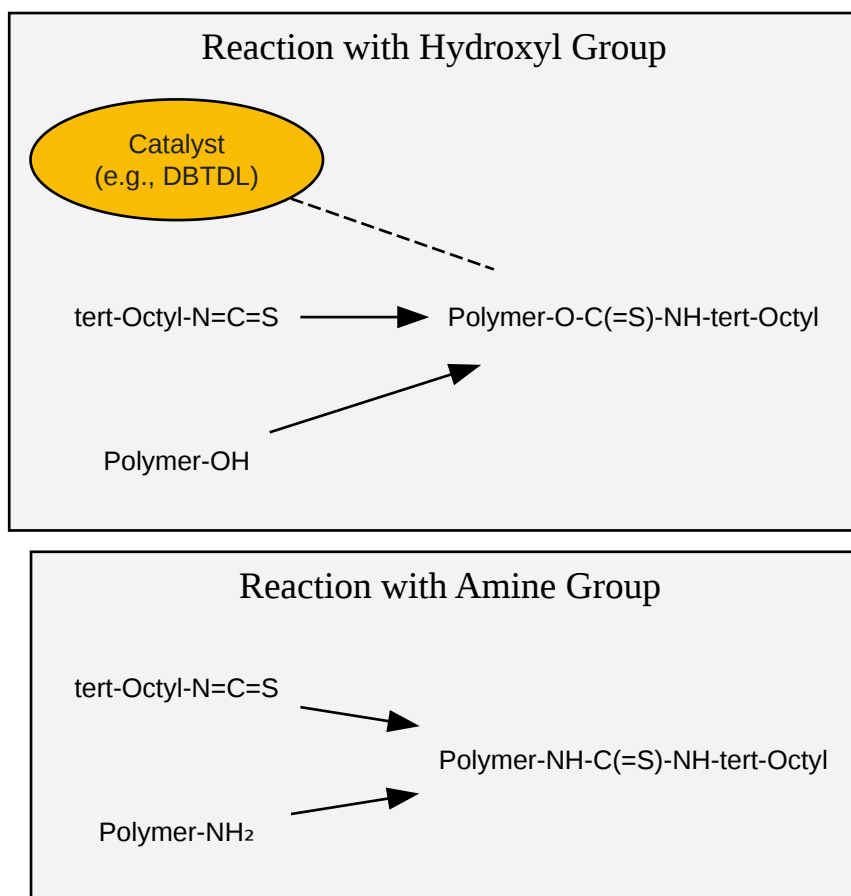 Reaction with Hydroxyl Group
Catalyst
(e.g., DBTDL)
tert-Octyl-N=C=S
Polymer-O-C(=S)-NH-tert-Octyl
Polymer-OH
Reaction with Amine Group
tert-Octyl-N=C=S
Polymer-NH-C(=S)-NH-tert-Octyl
Polymer-NH₂